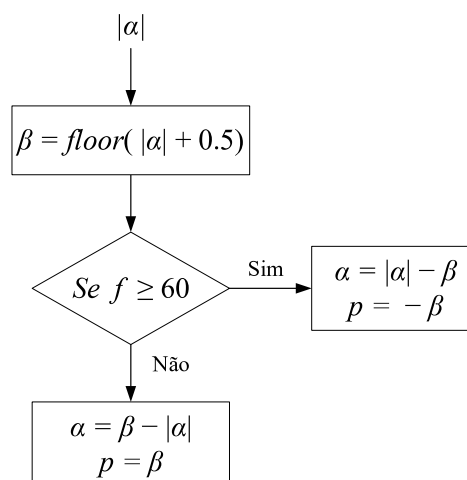 |α|
β = floor( |α| + 0.5)
Se f ≥ 60
Sim
α = |α| − β
p = − β
Não
α = β − |α|
p = β